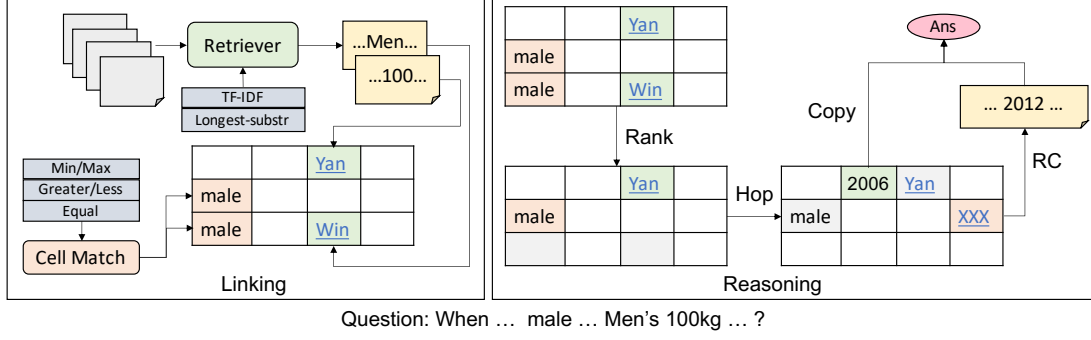 Retriever
...Men...
...100...
TF-IDF
Longest-substr
Min/Max
Greater/Less
Equal
Cell Match
Yan
male
male
Win
Linking
Yan
male
male
Win
Rank
Yan
male
Hop
2006
Yan
male
XXX
Copy
Ans
... 2012 ...
RC
Reasoning
Question: When ... male ... Men's 100kg ... ?